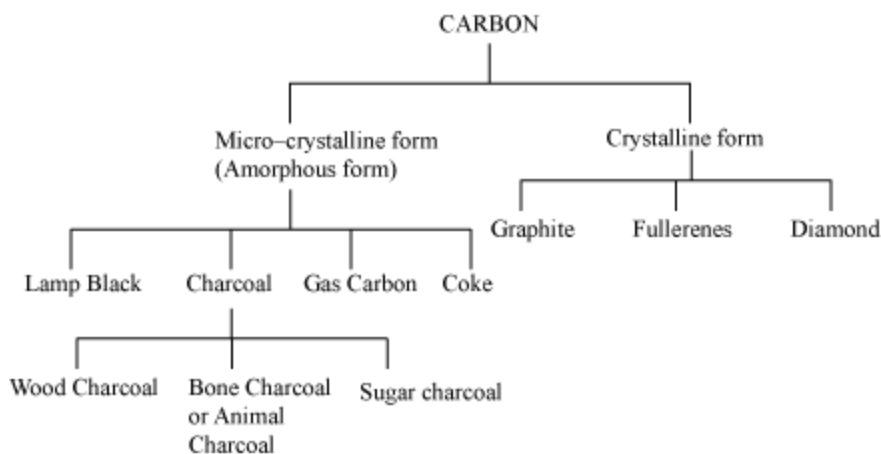 CARBON
Micro–crystalline form
(Amorphous form)
Crystalline form
Graphite
Fullerenes
Diamond
Lamp Black
Charcoal
Gas Carbon
Coke
Wood Charcoal
Bone Charcoal
or Animal
Charcoal
Sugar charcoal